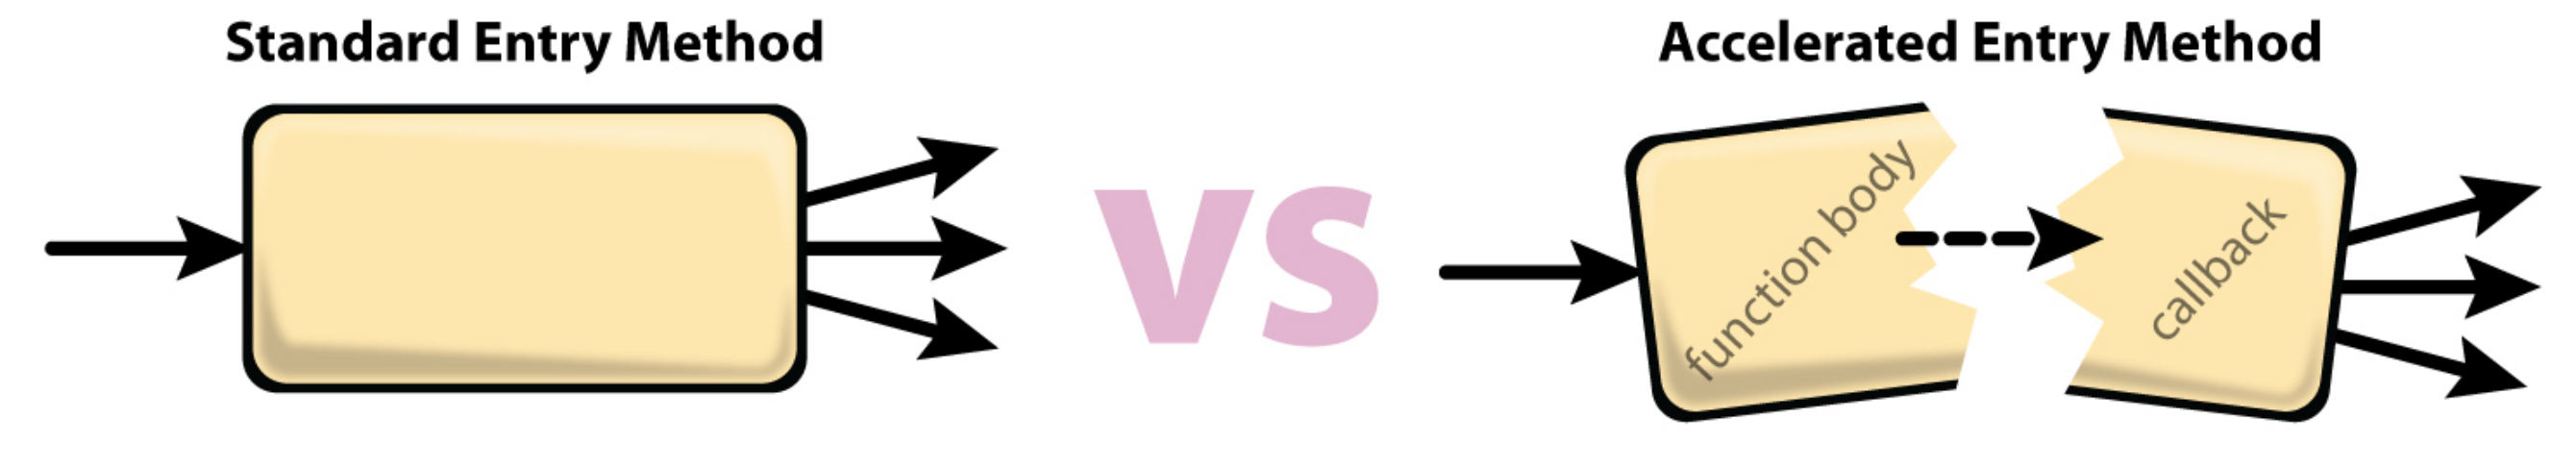 Standard Entry Method
VS
Accelerated Entry Method
function body
callback